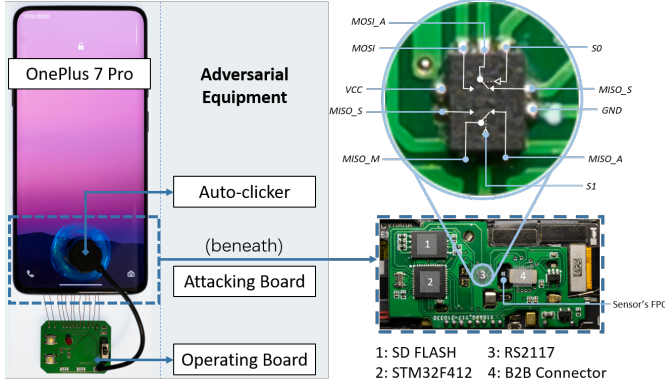 OnePlus 7 Pro
Adversarial
Equipment
Auto-clicker
(beneath)
Attacking Board
Operating Board
MOSI_A
MOSI
S0
VCC
MISO_S
MISO_S
GND
MISO_M
MISO_A
S1
1
2
3
4
Sensor's FPC
1: SD FLASH
3: RS2117
2: STM32F412
4: B2B Connector